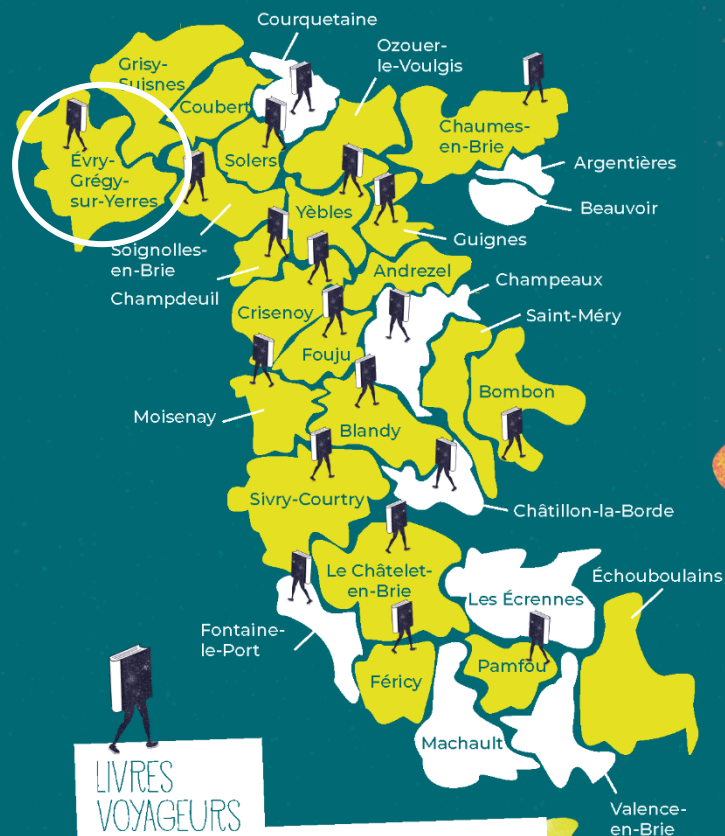 Courquetaine
Ozouer-
le-Voulgis
Grisy-
Suisnes
Coubert
Chaumes-
en-Brie
Évry-
Grégy-
sur-Yerres
Solers
Argentières
Beauvoir
Yèbles
Guignes
Soignolles-
en-Brie
Champdeuil
Andrezel
Champeaux
Crisenoy
Saint-Méry
Fouju
Bombon
Moisenay
Blandy
Sivry-Courtry
Châtillon-la-Borde
Le Châtelet-
en-Brie
Échouboulains
Les Écrennes
Fontaine-
le-Port
Pamfou
Féricy
Machault
Valence-
en-Brie
LIVRES
VOYAGEURS